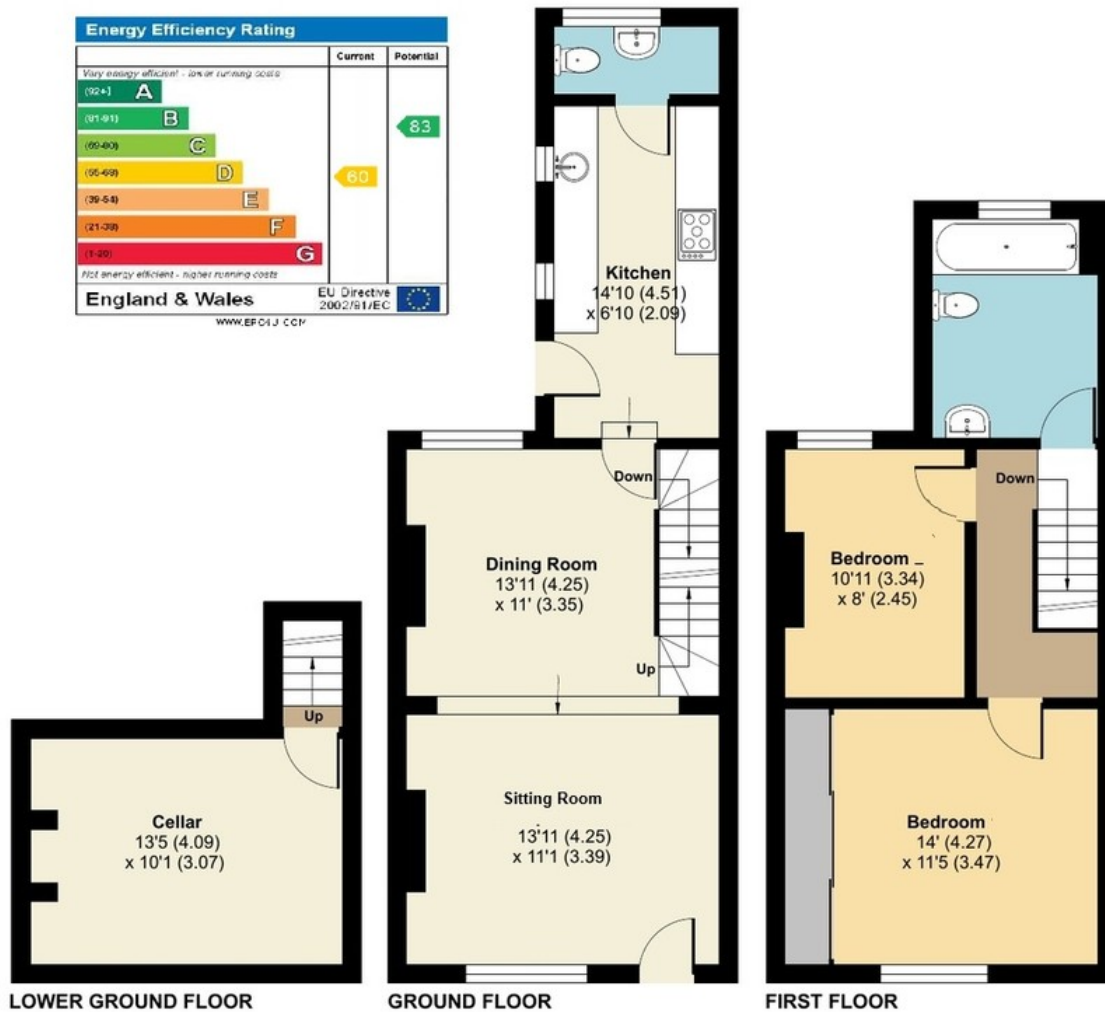 Energy Efficiency Rating
Current Potential
Very energy efficient - lower running costs
(92+) A
(81-91) B
(69-80) C
(55-68) D
(39-54) E
(21-38) F
(1-20) G
83
60
Not energy efficient - higher running costs
England & Wales
EU Directive
2002/91/EC
Kitchen
14'10 (4.51)
x 6'10 (2.09)
Down
Dining Room
13'11 (4.25)
x 11' (3.35)
Up
Sitting Room
13'11 (4.25)
x 11'1 (3.39)
Down
Bedroom
10'11 (3.34)
x 8' (2.45)
Bedroom
14' (4.27)
x 11'5 (3.47)
Up
Cellar
13'5 (4.09)
x 10'1 (3.07)
LOWER GROUND FLOOR
GROUND FLOOR
FIRST FLOOR